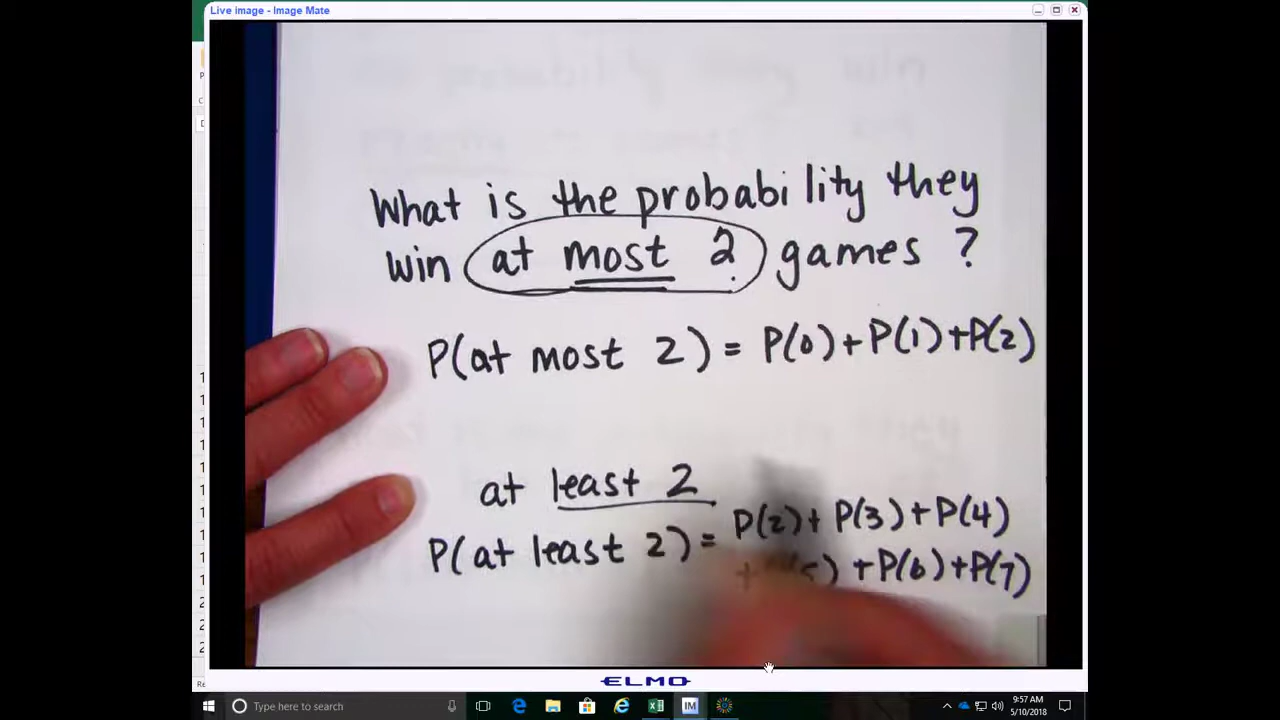 Live image - Image Mate
What is the probability they
win at most 2 games ?
P(at most 2) = P(0)+P(1)+P(2)
at least 2
P(at least 2) = P(2)+ P(3)+P(4)
+P(6)+P(7)
ELMO
Type here to search
9:57 AM
5/10/2018